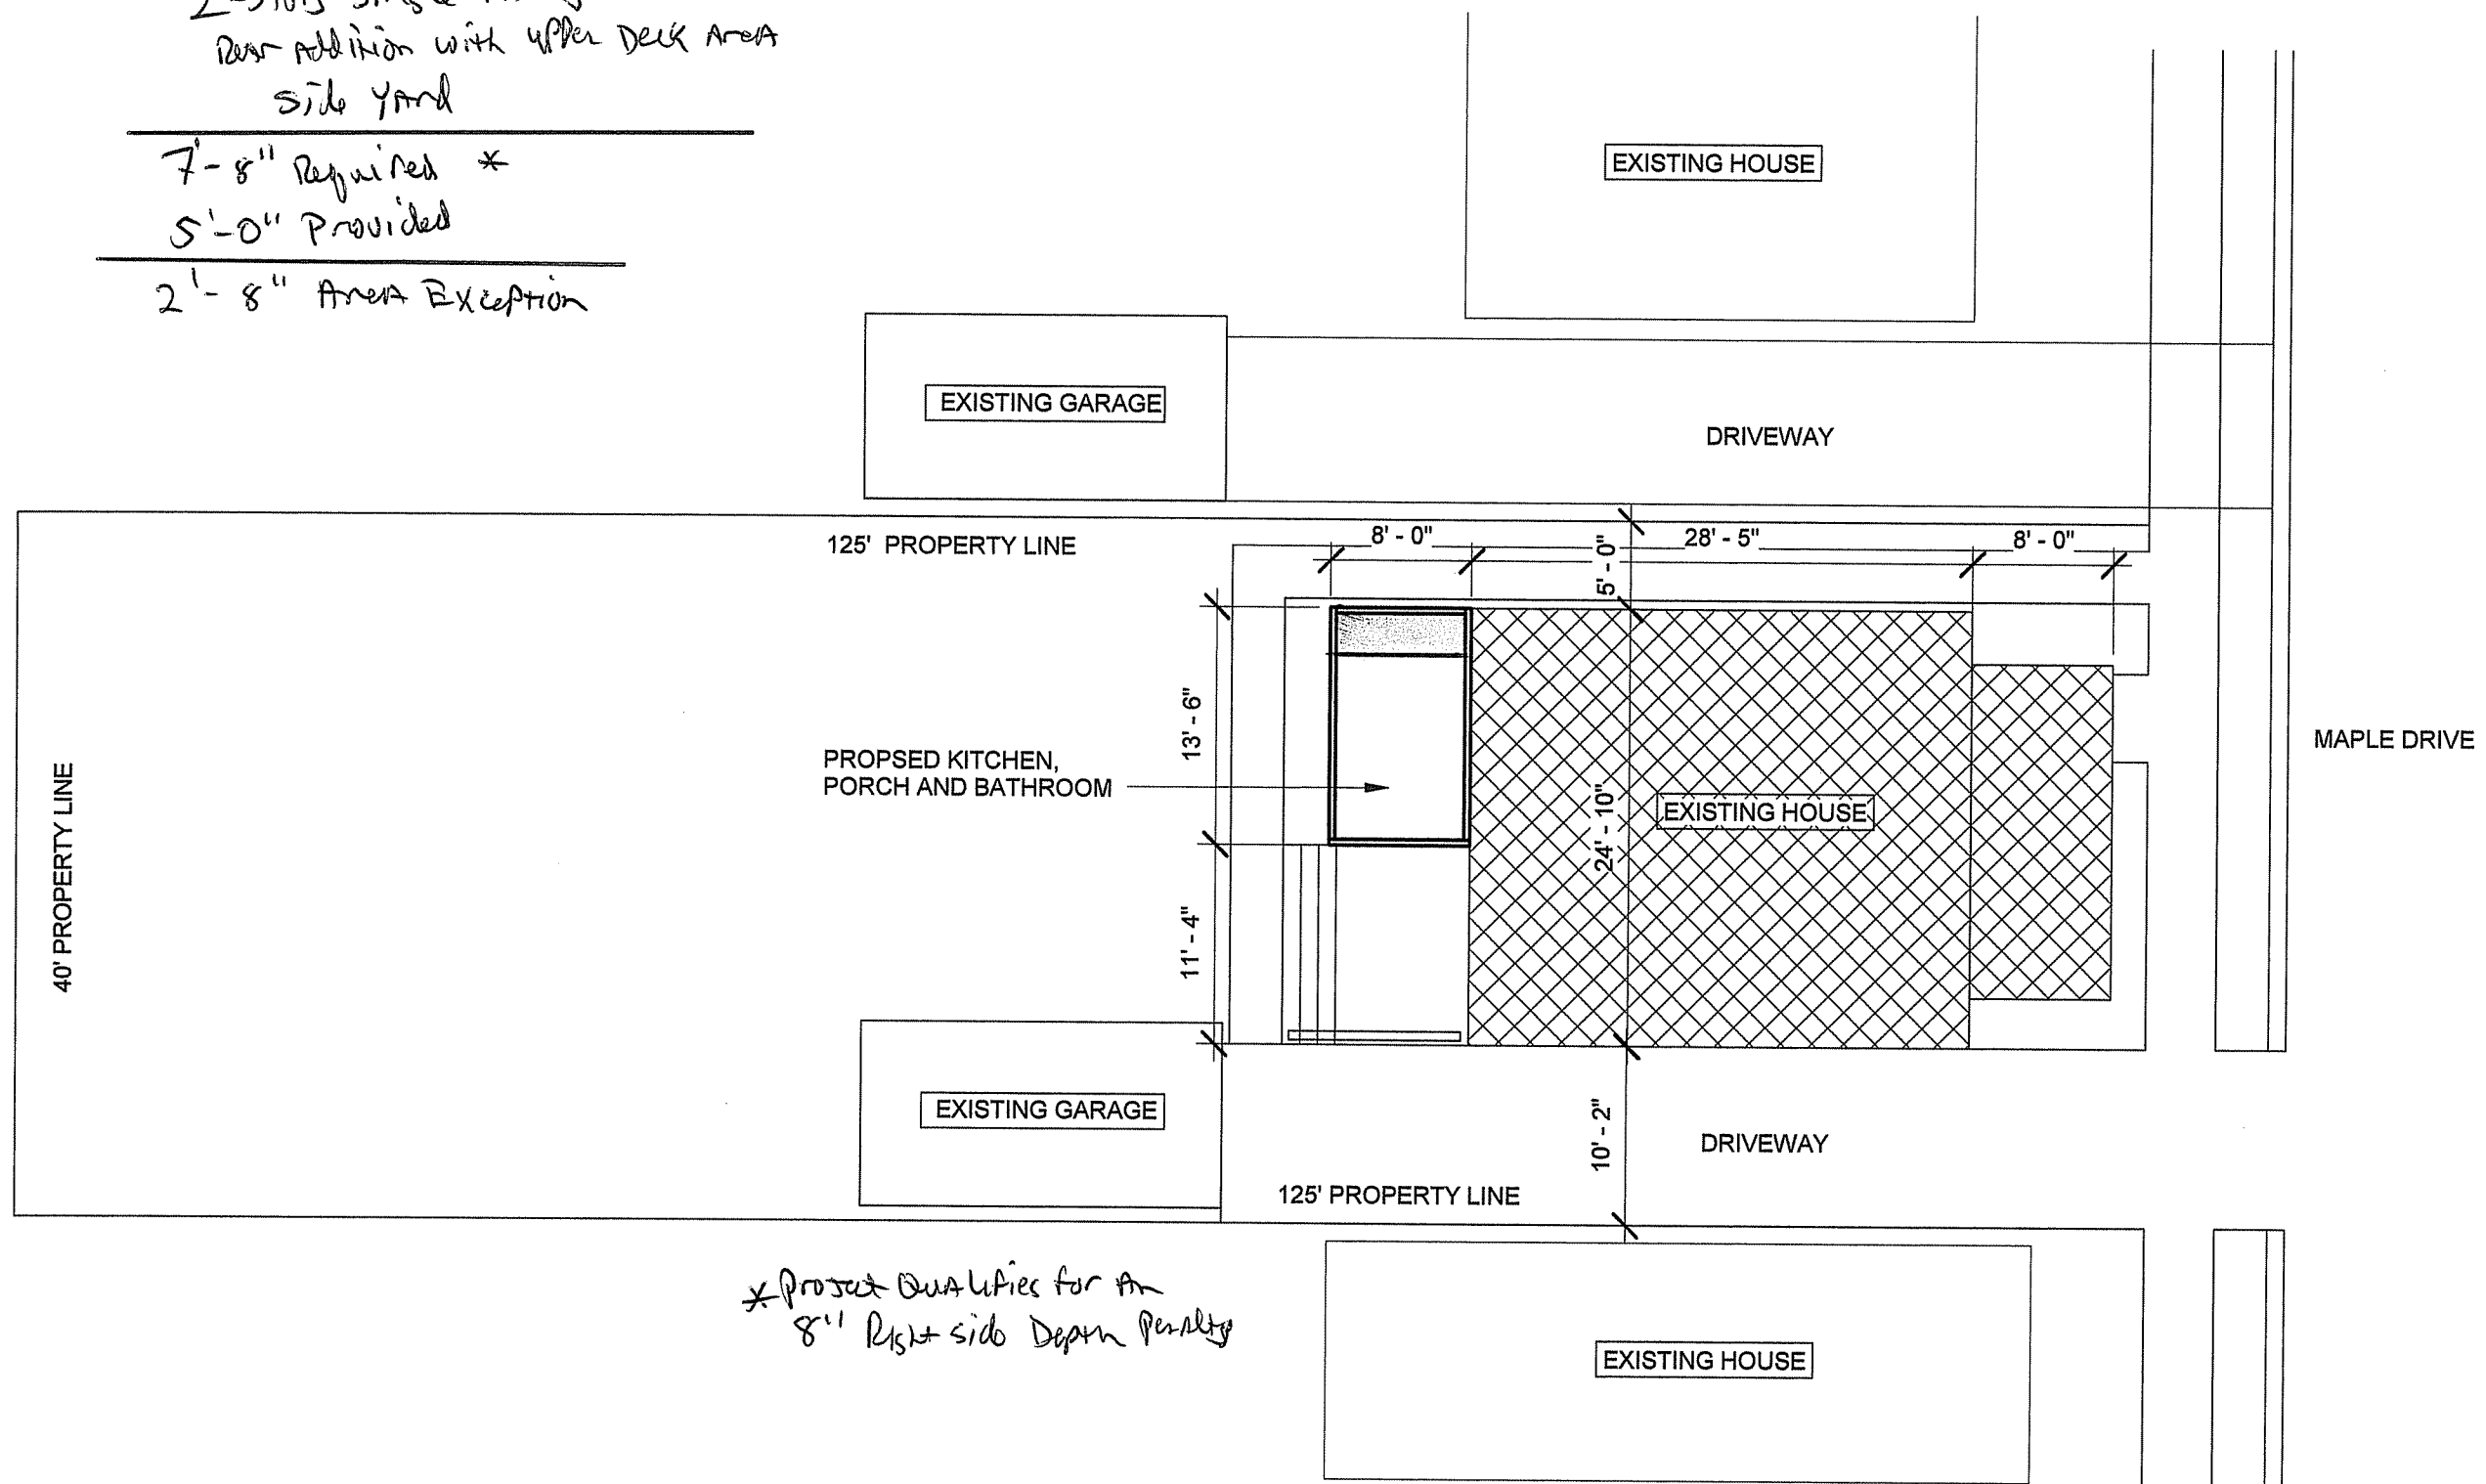 2-Story Single
Rear Addition with upper Deck Area
side yard
7'-8" Required *
5'-0" Provided
2'-8" Area Exception
EXISTING HOUSE
EXISTING GARAGE
DRIVEWAY
125' PROPERTY LINE
8' - 0"
5' - 0"
28' - 5"
8' - 0"
13' - 6"
PROPSED KITCHEN,
PORCH AND BATHROOM
MAPLE DRIVE
40' PROPERTY LINE
24' - 10"
EXISTING HOUSE
11' - 4"
EXISTING GARAGE
10' - 2"
DRIVEWAY
125' PROPERTY LINE
* Project Qualifies for An
8" Right side Depth Penalty
EXISTING HOUSE